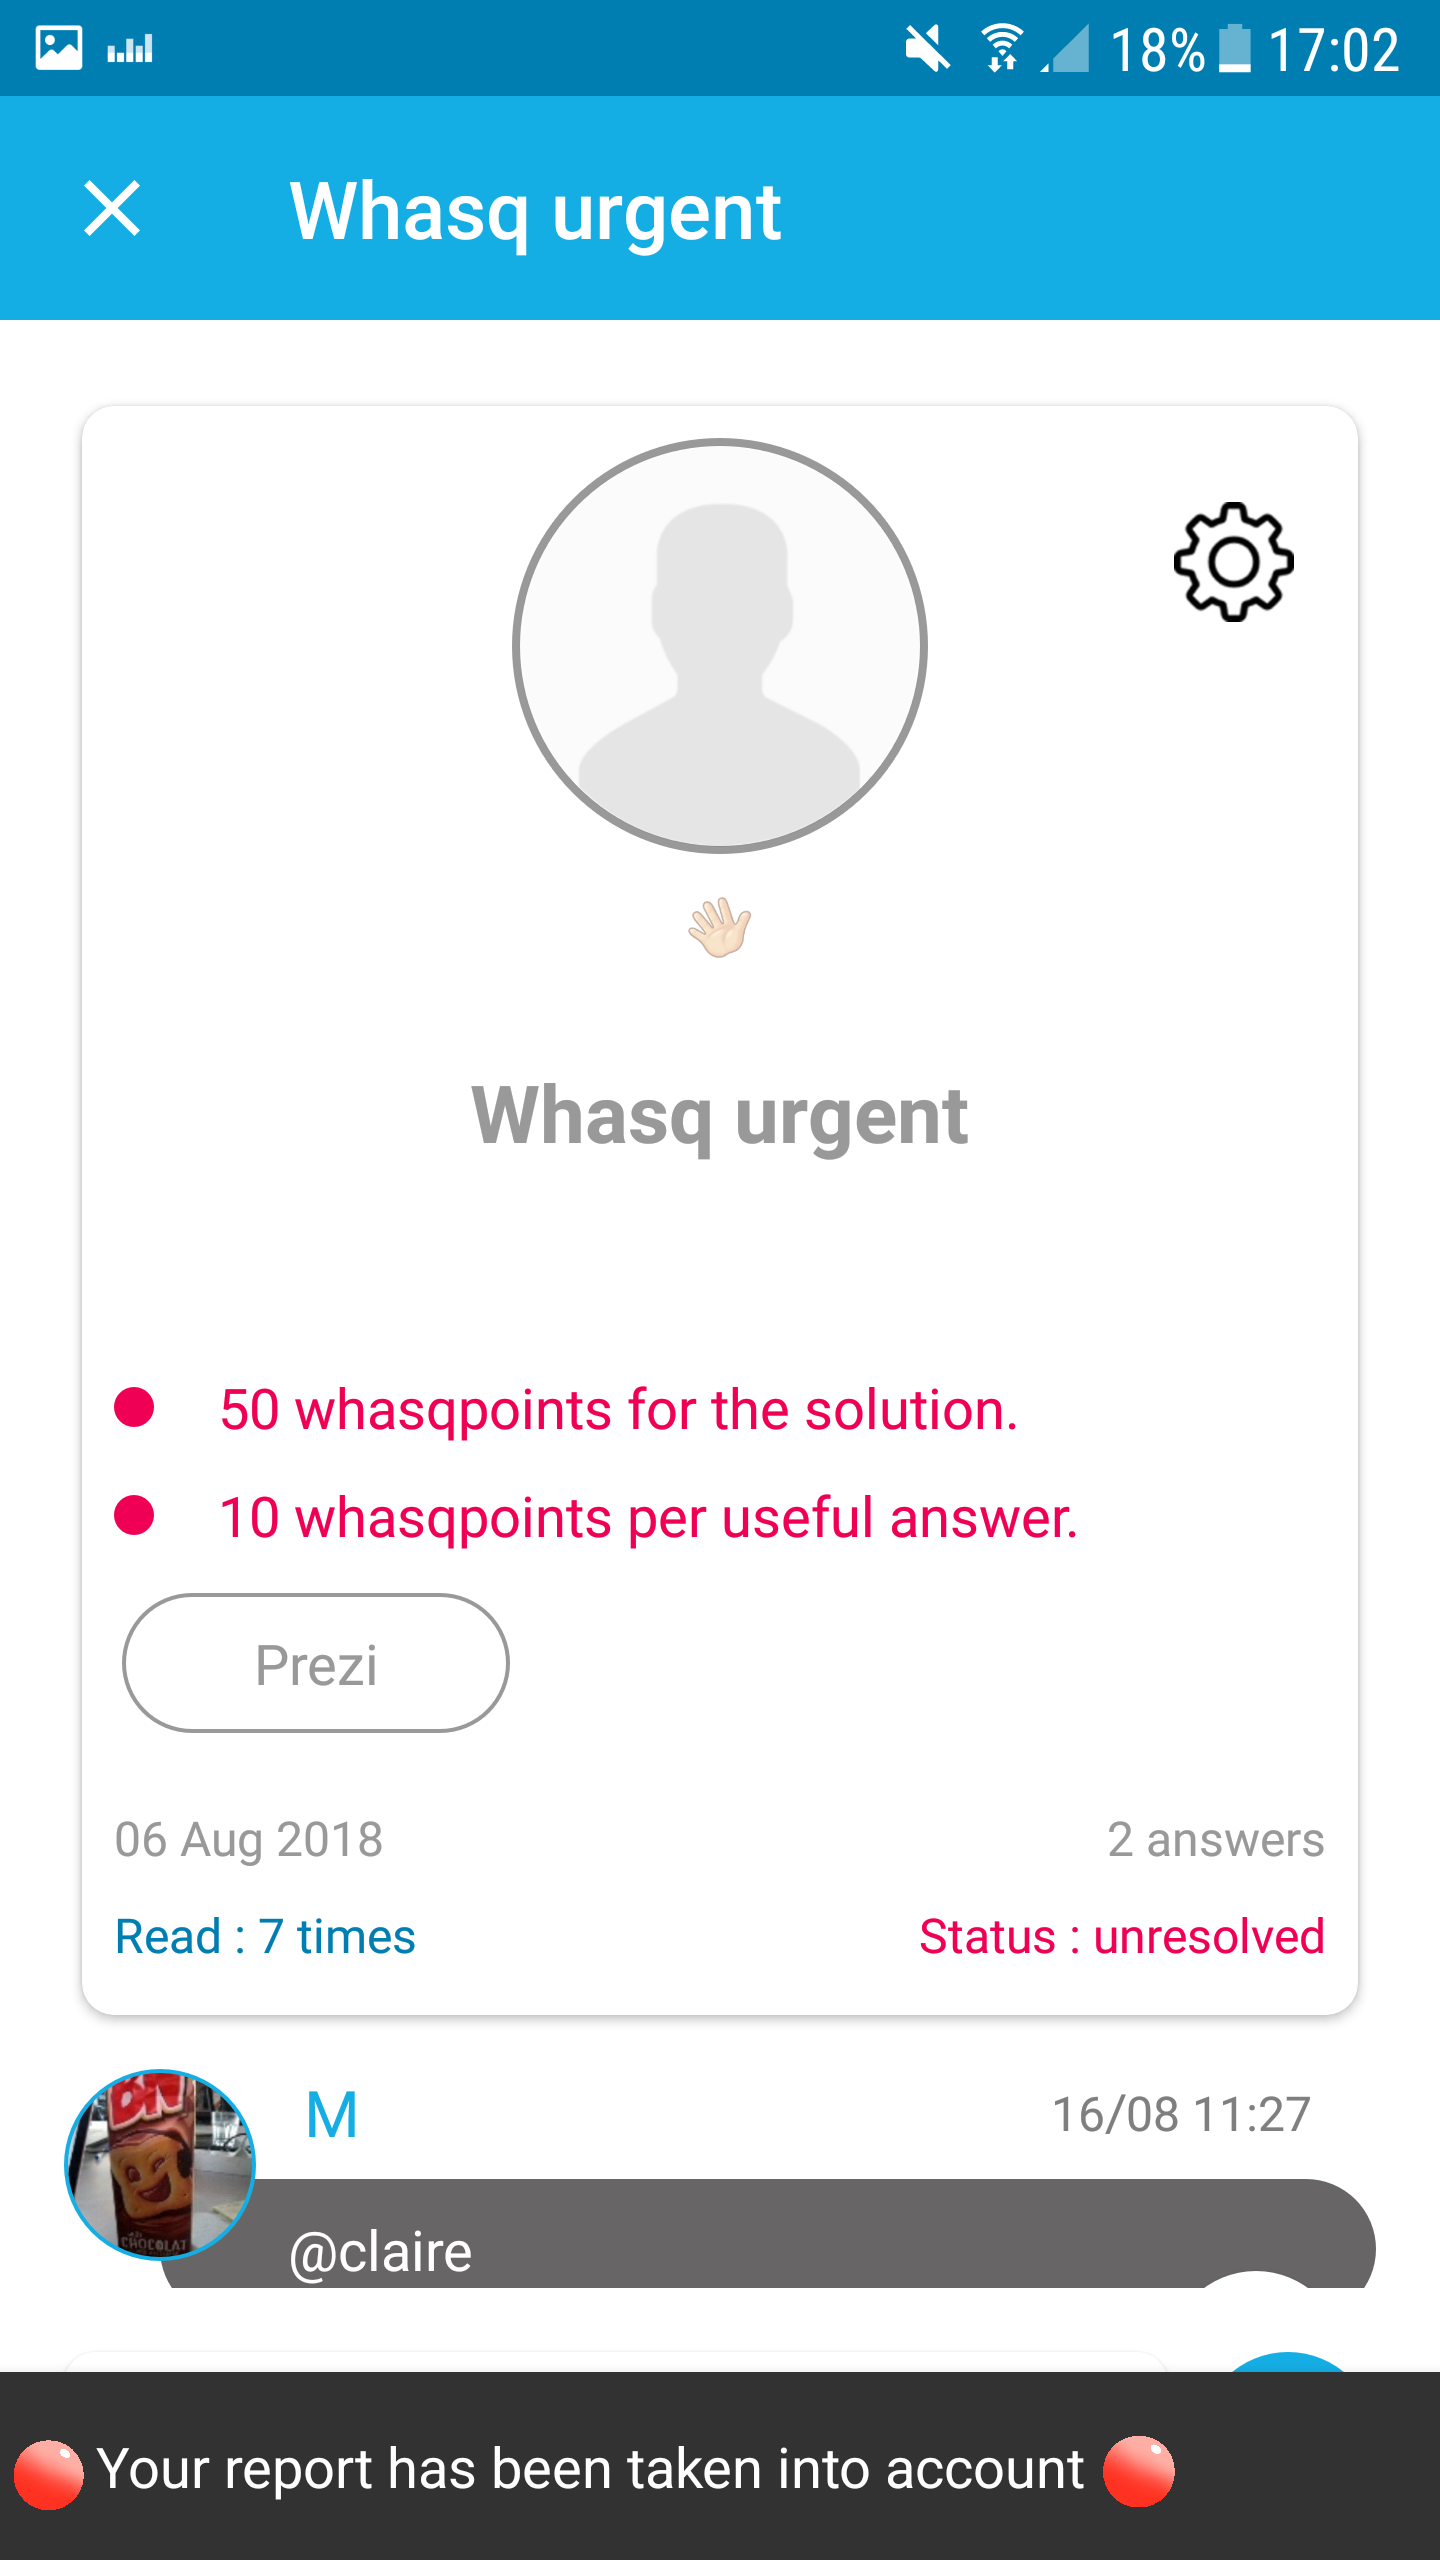 18% 17:02
Whasq urgent
Whasq urgent
50 whasqpoints for the solution.
10 whasqpoints per useful answer.
Prezi
06 Aug 2018 2 answers
Read : 7 times Status : unresolved
BN
CHOCOLAT
M 16/08 11:27
@claire
Your report has been taken into account